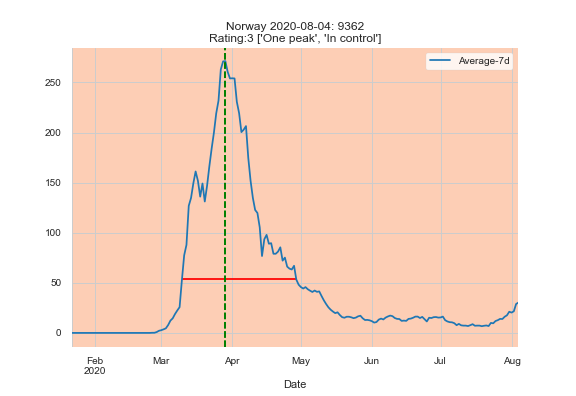 Norway 2020-08-04: 9362
Rating:3 ['One peak', 'In control']
Average-7d
250
200
150
100
50
0
Feb
2020
Mar
Apr
May
Jun
Jul
Aug
Date